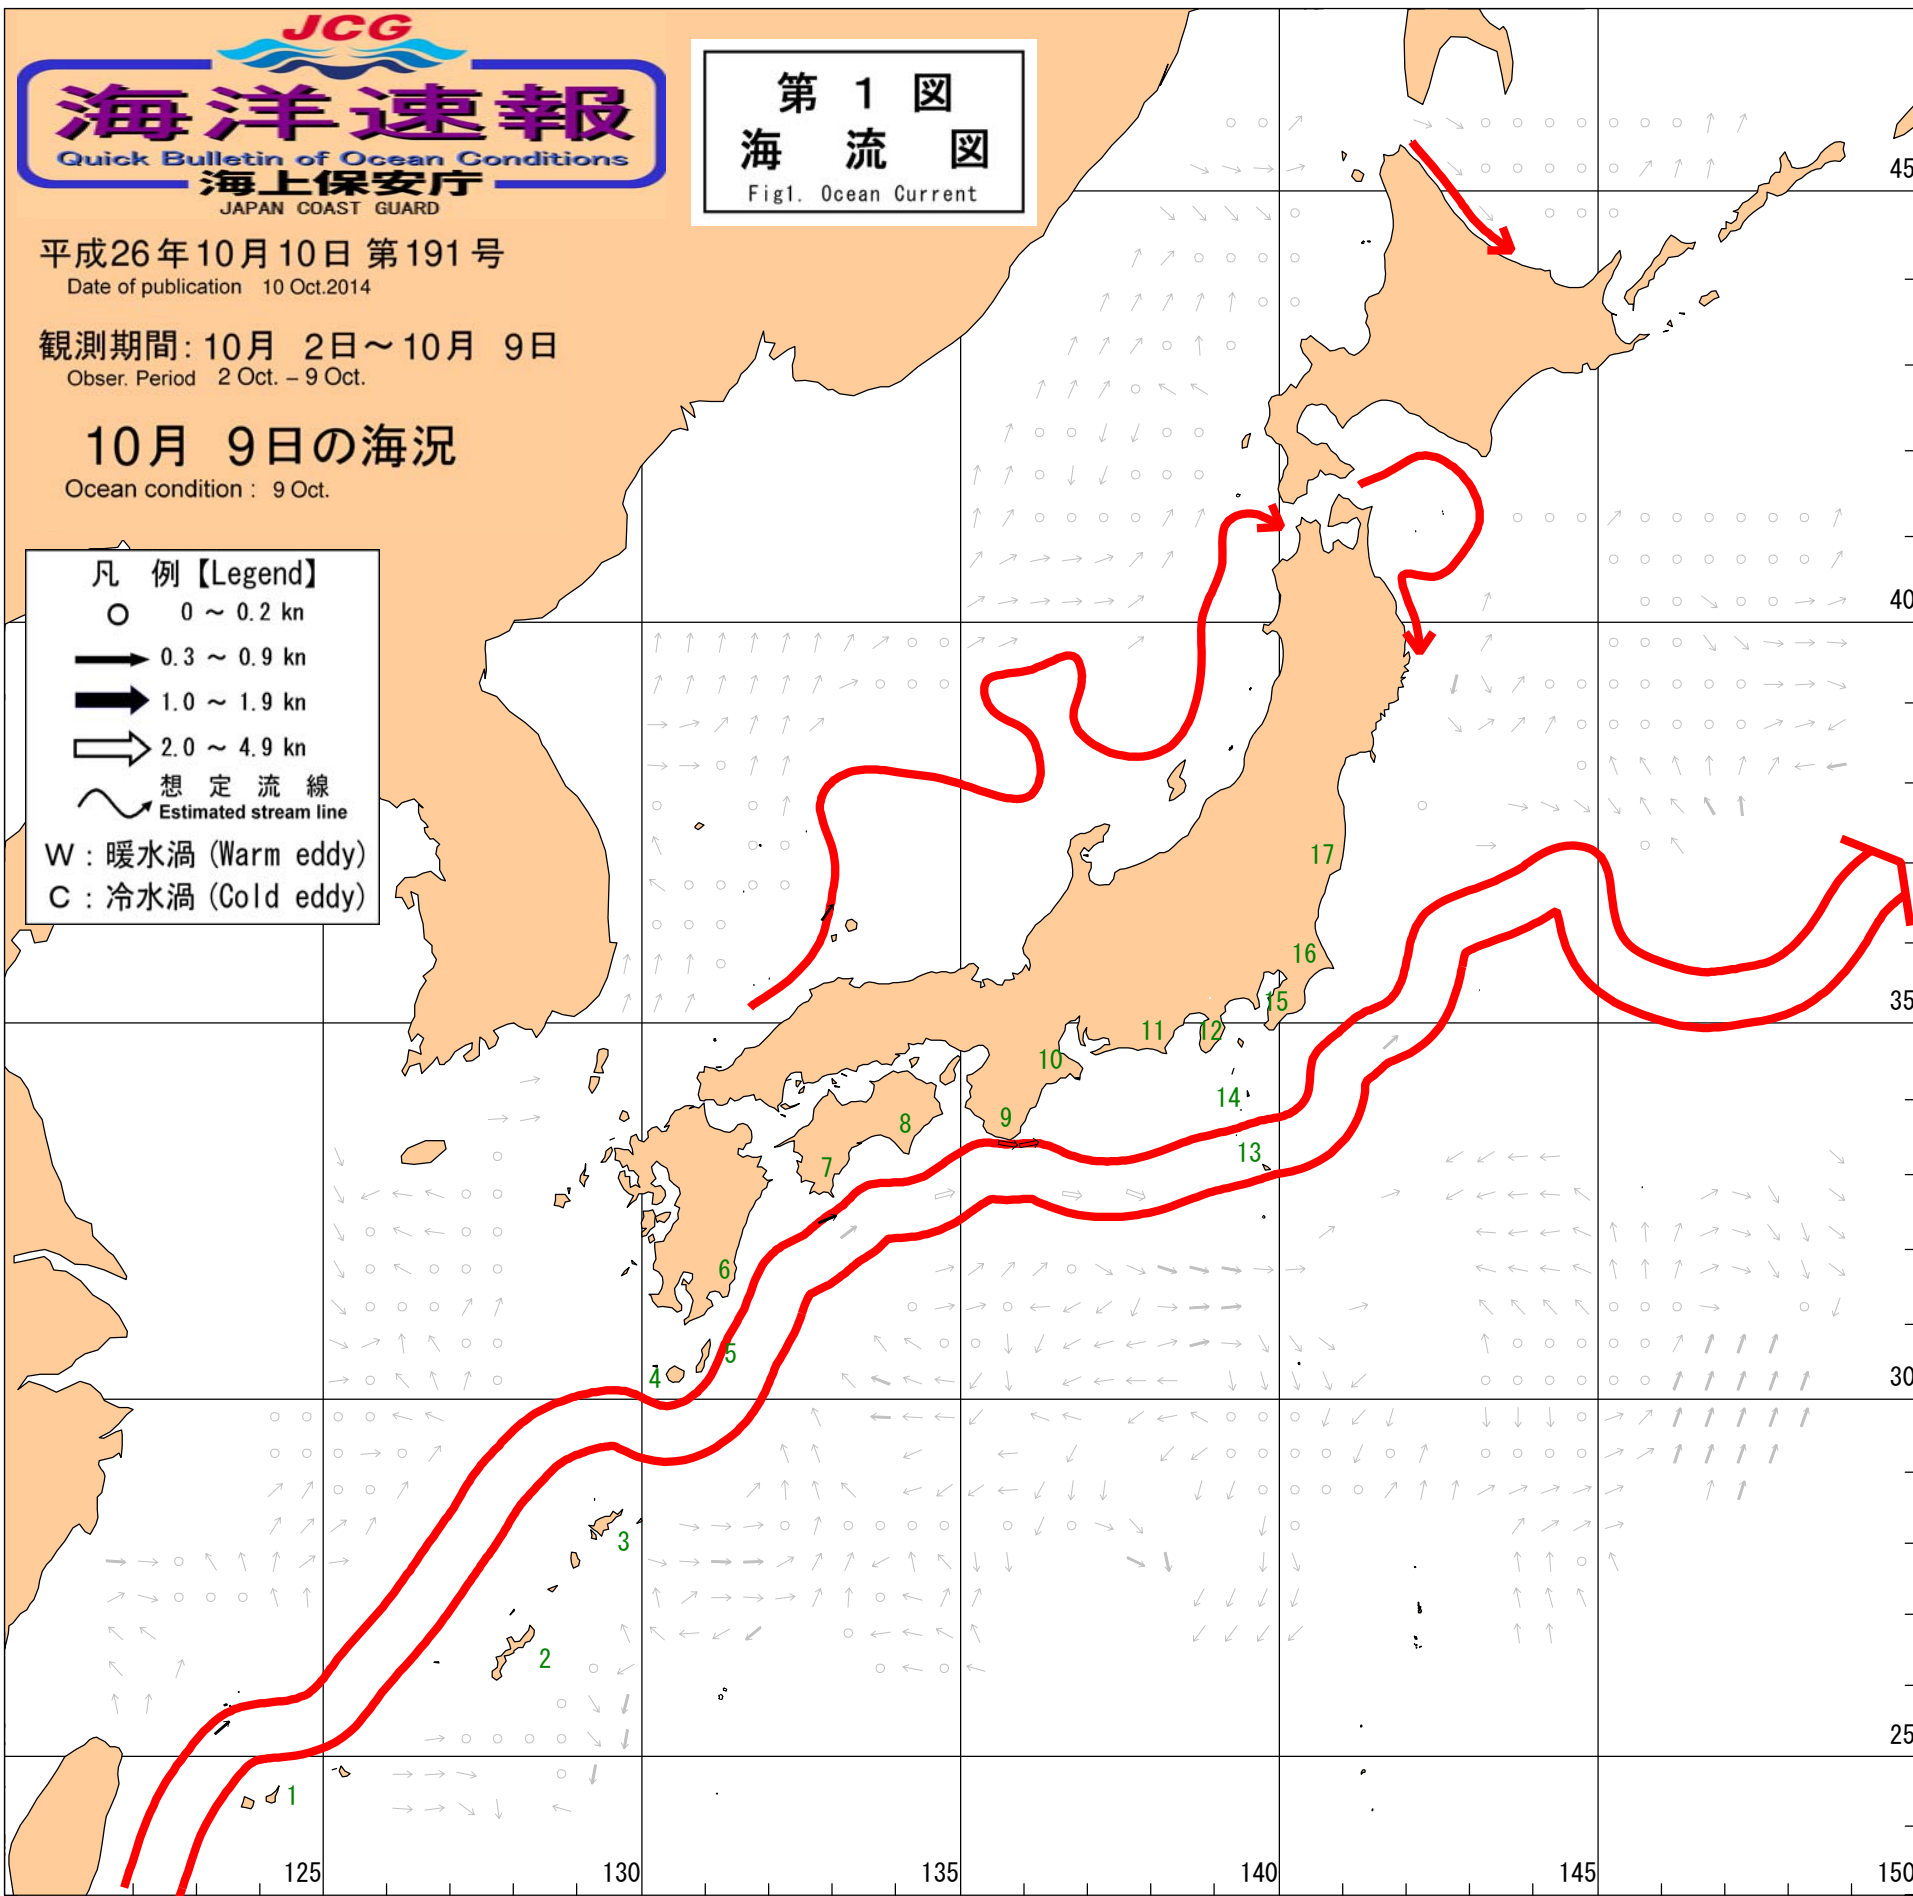 JCG
海洋速報
Quick Bulletin of Ocean Conditions
海上保安庁
JAPAN COAST GUARD
第 1 図
海 流 図
Fig1. Ocean Current
平成26年10月10日 第191号
Date of publication 10 Oct.2014
観測期間: 10月 2日～10月 9日
Obser. Period 2 Oct. – 9 Oct.
10月 9日の海況
Ocean condition : 9 Oct.
凡 例【Legend】
0 ～ 0.2 kn
0.3 ～ 0.9 kn
1.0 ～ 1.9 kn
2.0 ～ 4.9 kn
想 定 流 線
Estimated stream line
W : 暖水渦 (Warm eddy)
C : 冷水渦 (Cold eddy)
45
40
17
16
35
15
11
12
10
14
9
8
13
7
6
5
4
30
3
2
25
1
125
130
135
140
145
150